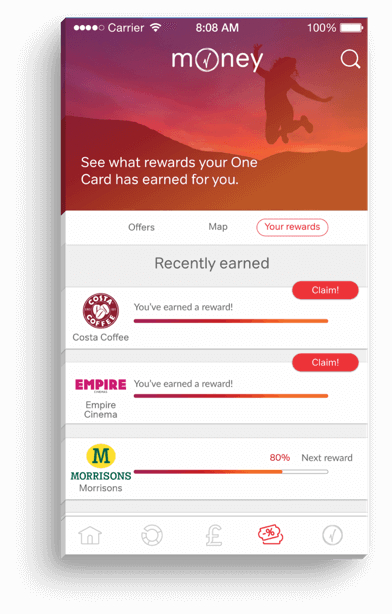 Carrier 8:08 AM 100%
money
See what rewards your One
Card has earned for you.
Offers Map Your rewards
Recently earned
Claim!
COSTA
COFFEE
You've earned a reward!
Costa Coffee
Claim!
You've earned a reward!
EMPIRE
Empire
Cinema
M
80% Next reward
MORRISONS
Morrisons
£
-%